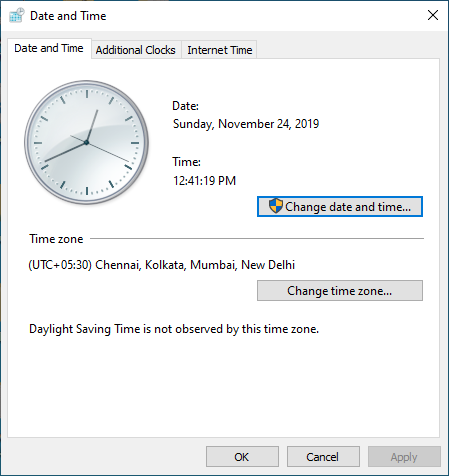 Date and Time
Date and Time Additional Clocks Internet Time
Date:
Sunday, November 24, 2019
Time:
12:41:19 PM
Change date and time...
Time zone
(UTC+05:30) Chennai, Kolkata, Mumbai, New Delhi
Change time zone...
Daylight Saving Time is not observed by this time zone.
OK Cancel Apply